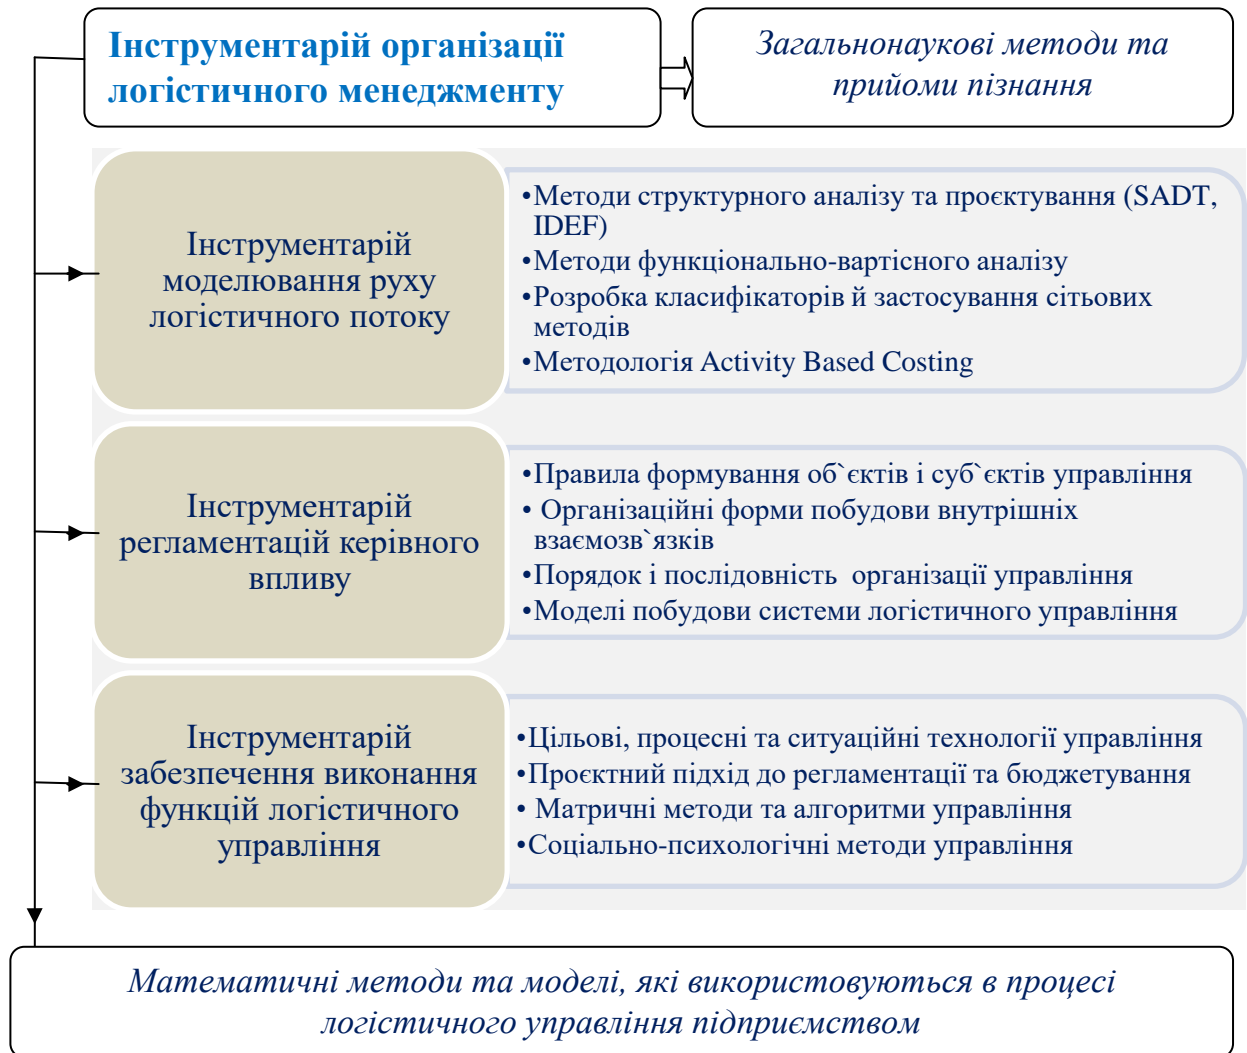 Інструментарій організації
логістичного менеджменту
Загальнонаукові методи та
прийоми пізнання
Інструментарій
моделювання руху
логістичного потоку
•Методи структурного аналізу та проєктування (SADT,
IDEF)
•Методи функціонально-вартісного аналізу
•Розробка класифікаторів й застосування сітьових
методів
•Методологія Activity Based Costing
Інструментарій
регламентацій керівного
впливу
•Правила формування об`єктів і суб`єктів управління
• Організаційні форми побудови внутрішніх
взаємозв`язків
•Порядок і послідовність  організації управління
•Моделі побудови системи логістичного управління
Інструментарій
забезпечення виконання
функцій логістичного
управління
•Цільові, процесні та ситуаційні технології управління
•Проєктний підхід до регламентації та бюджетування
• Матричні методи та алгоритми управління
•Соціально-психологічні методи управління
Математичні методи та моделі, які використовуються в процесі
логістичного управління підприємством